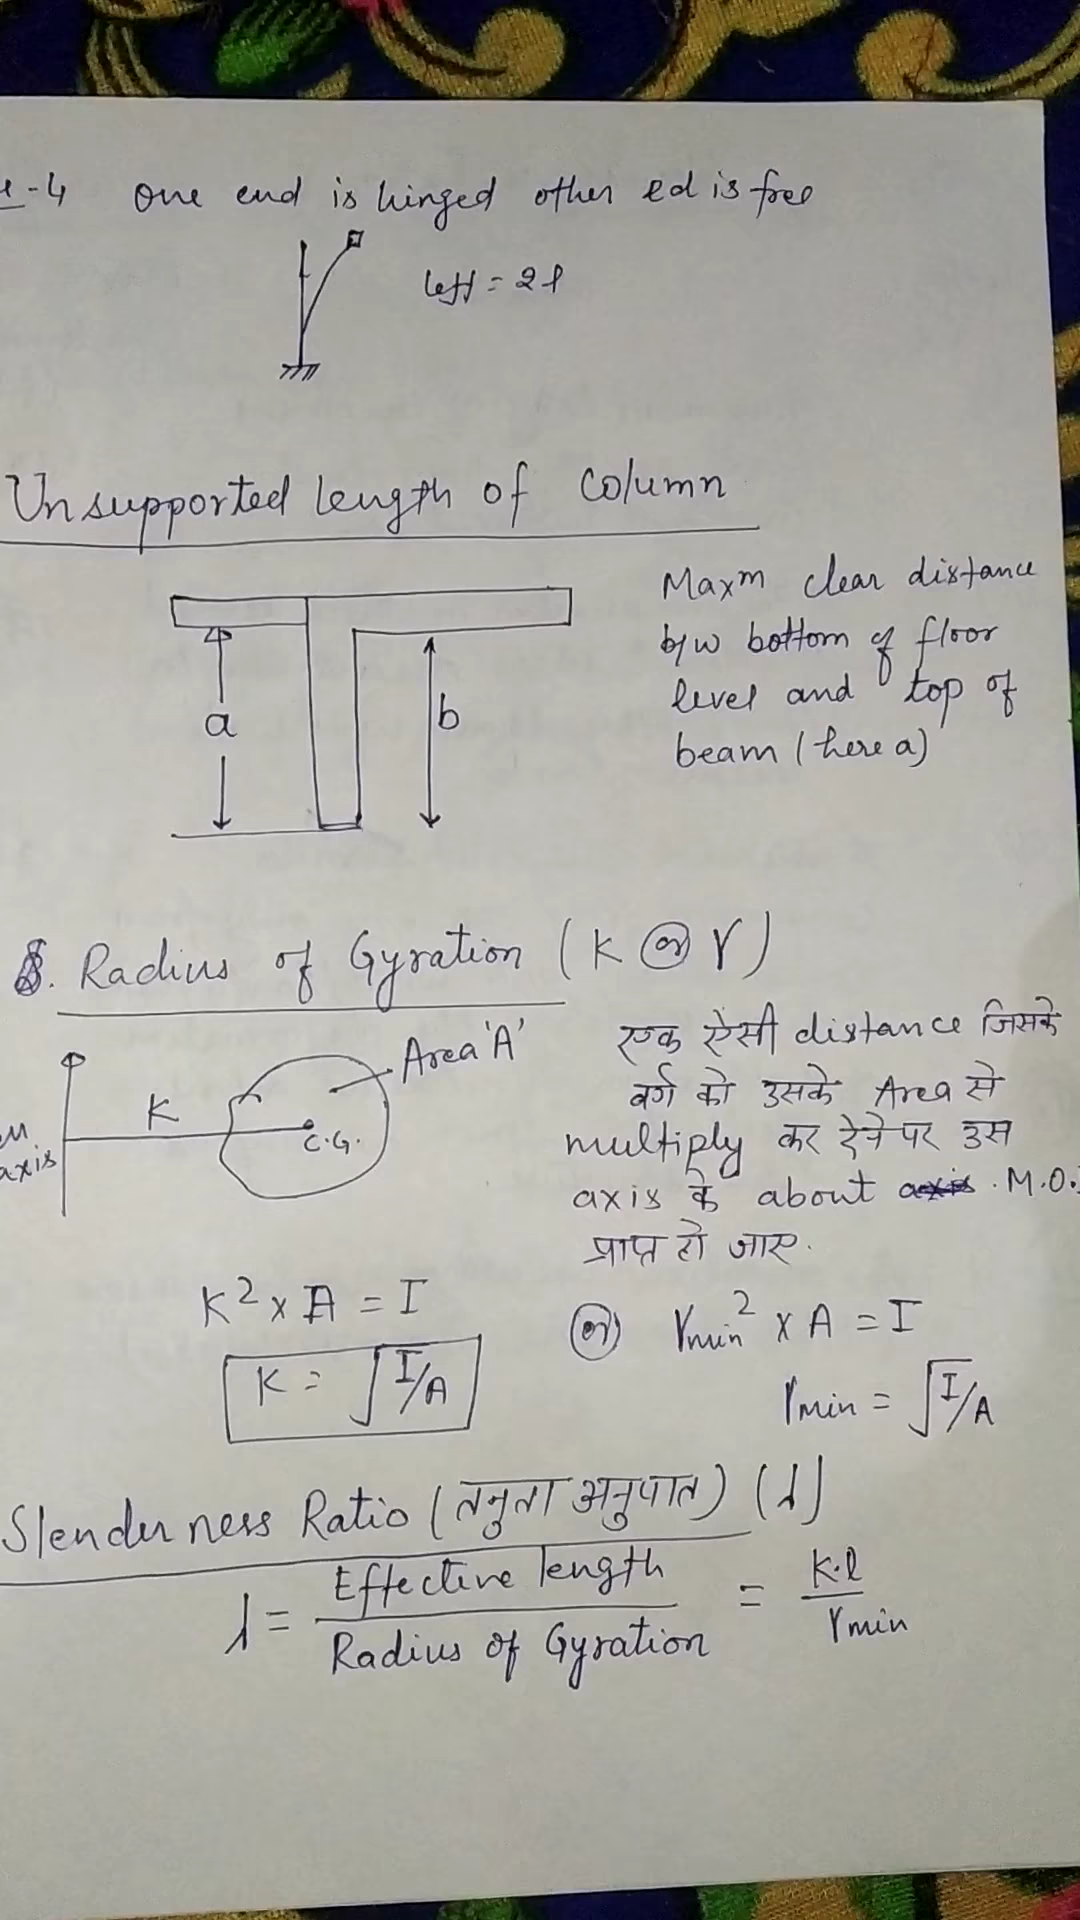 -4 One end is hinged other ed is free
leff = 2l
Unsupported length of column
Maxm clear distance
b/w bottom of floor
level and top of
beam (here a)
a
b
8. Radius of Gyration (K or r)
Area 'A'
K
C.G.
axis
एक ऐसी distance जिसके
वर्ग को उसके Area से
multiply कर देने पर उस
axis के about M.O.I
प्राप्त हो जाए.
K² x A = I
K = √I/A
or rmin² x A = I
rmin = √I/A
Slenderness Ratio (तनुता अनुपात) (λ)
λ = Effective length / Radius of Gyration = K.l / rmin